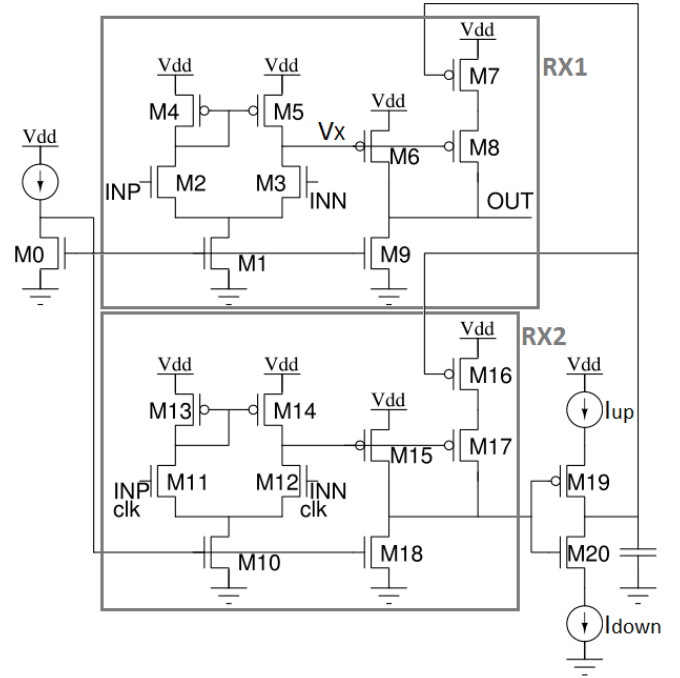 Vdd
M7
RX1
Vdd
Vdd
Vdd
M4
M5
Vx
M6
M8
Vdd
M2
M3
INP
INN
OUT
M0
M1
M9
Vdd
RX2
M16
Vdd
Vdd
Vdd
Vdd
M13
M14
Iup
M15
M17
INP
clk
M11
M12
INN
clk
M19
M10
M18
M20
Idown